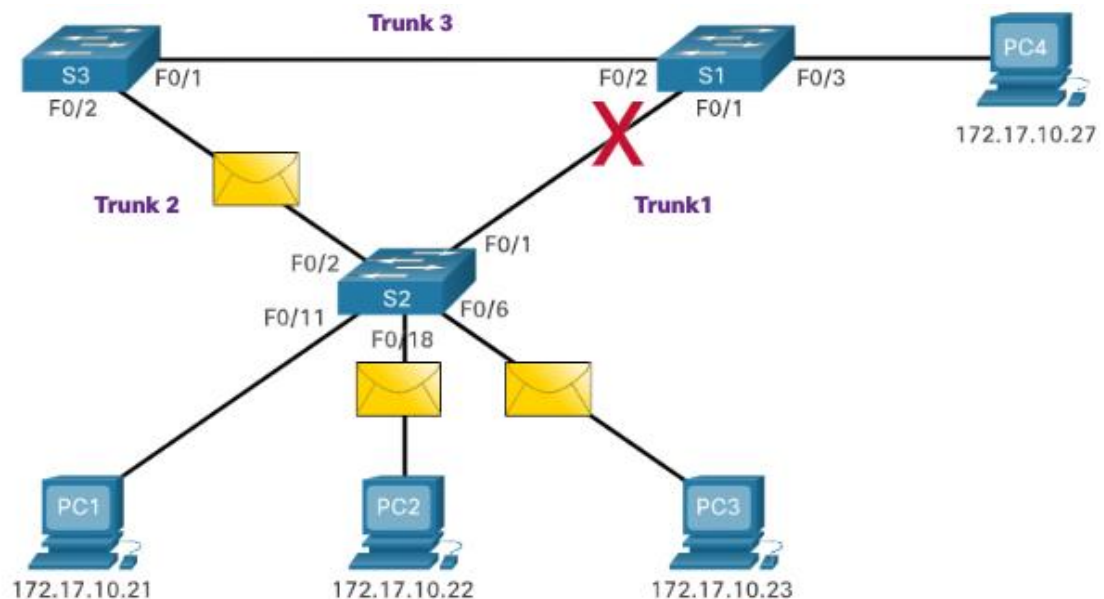 Trunk 3
PC4
S3
F0/1
F0/2
S1
F0/3
F0/2
F0/1
172.17.10.27
Trunk 2
Trunk1
F0/1
F0/2
S2
F0/6
F0/11
F0/18
PC1
PC2
PC3
172.17.10.21
172.17.10.22
172.17.10.23